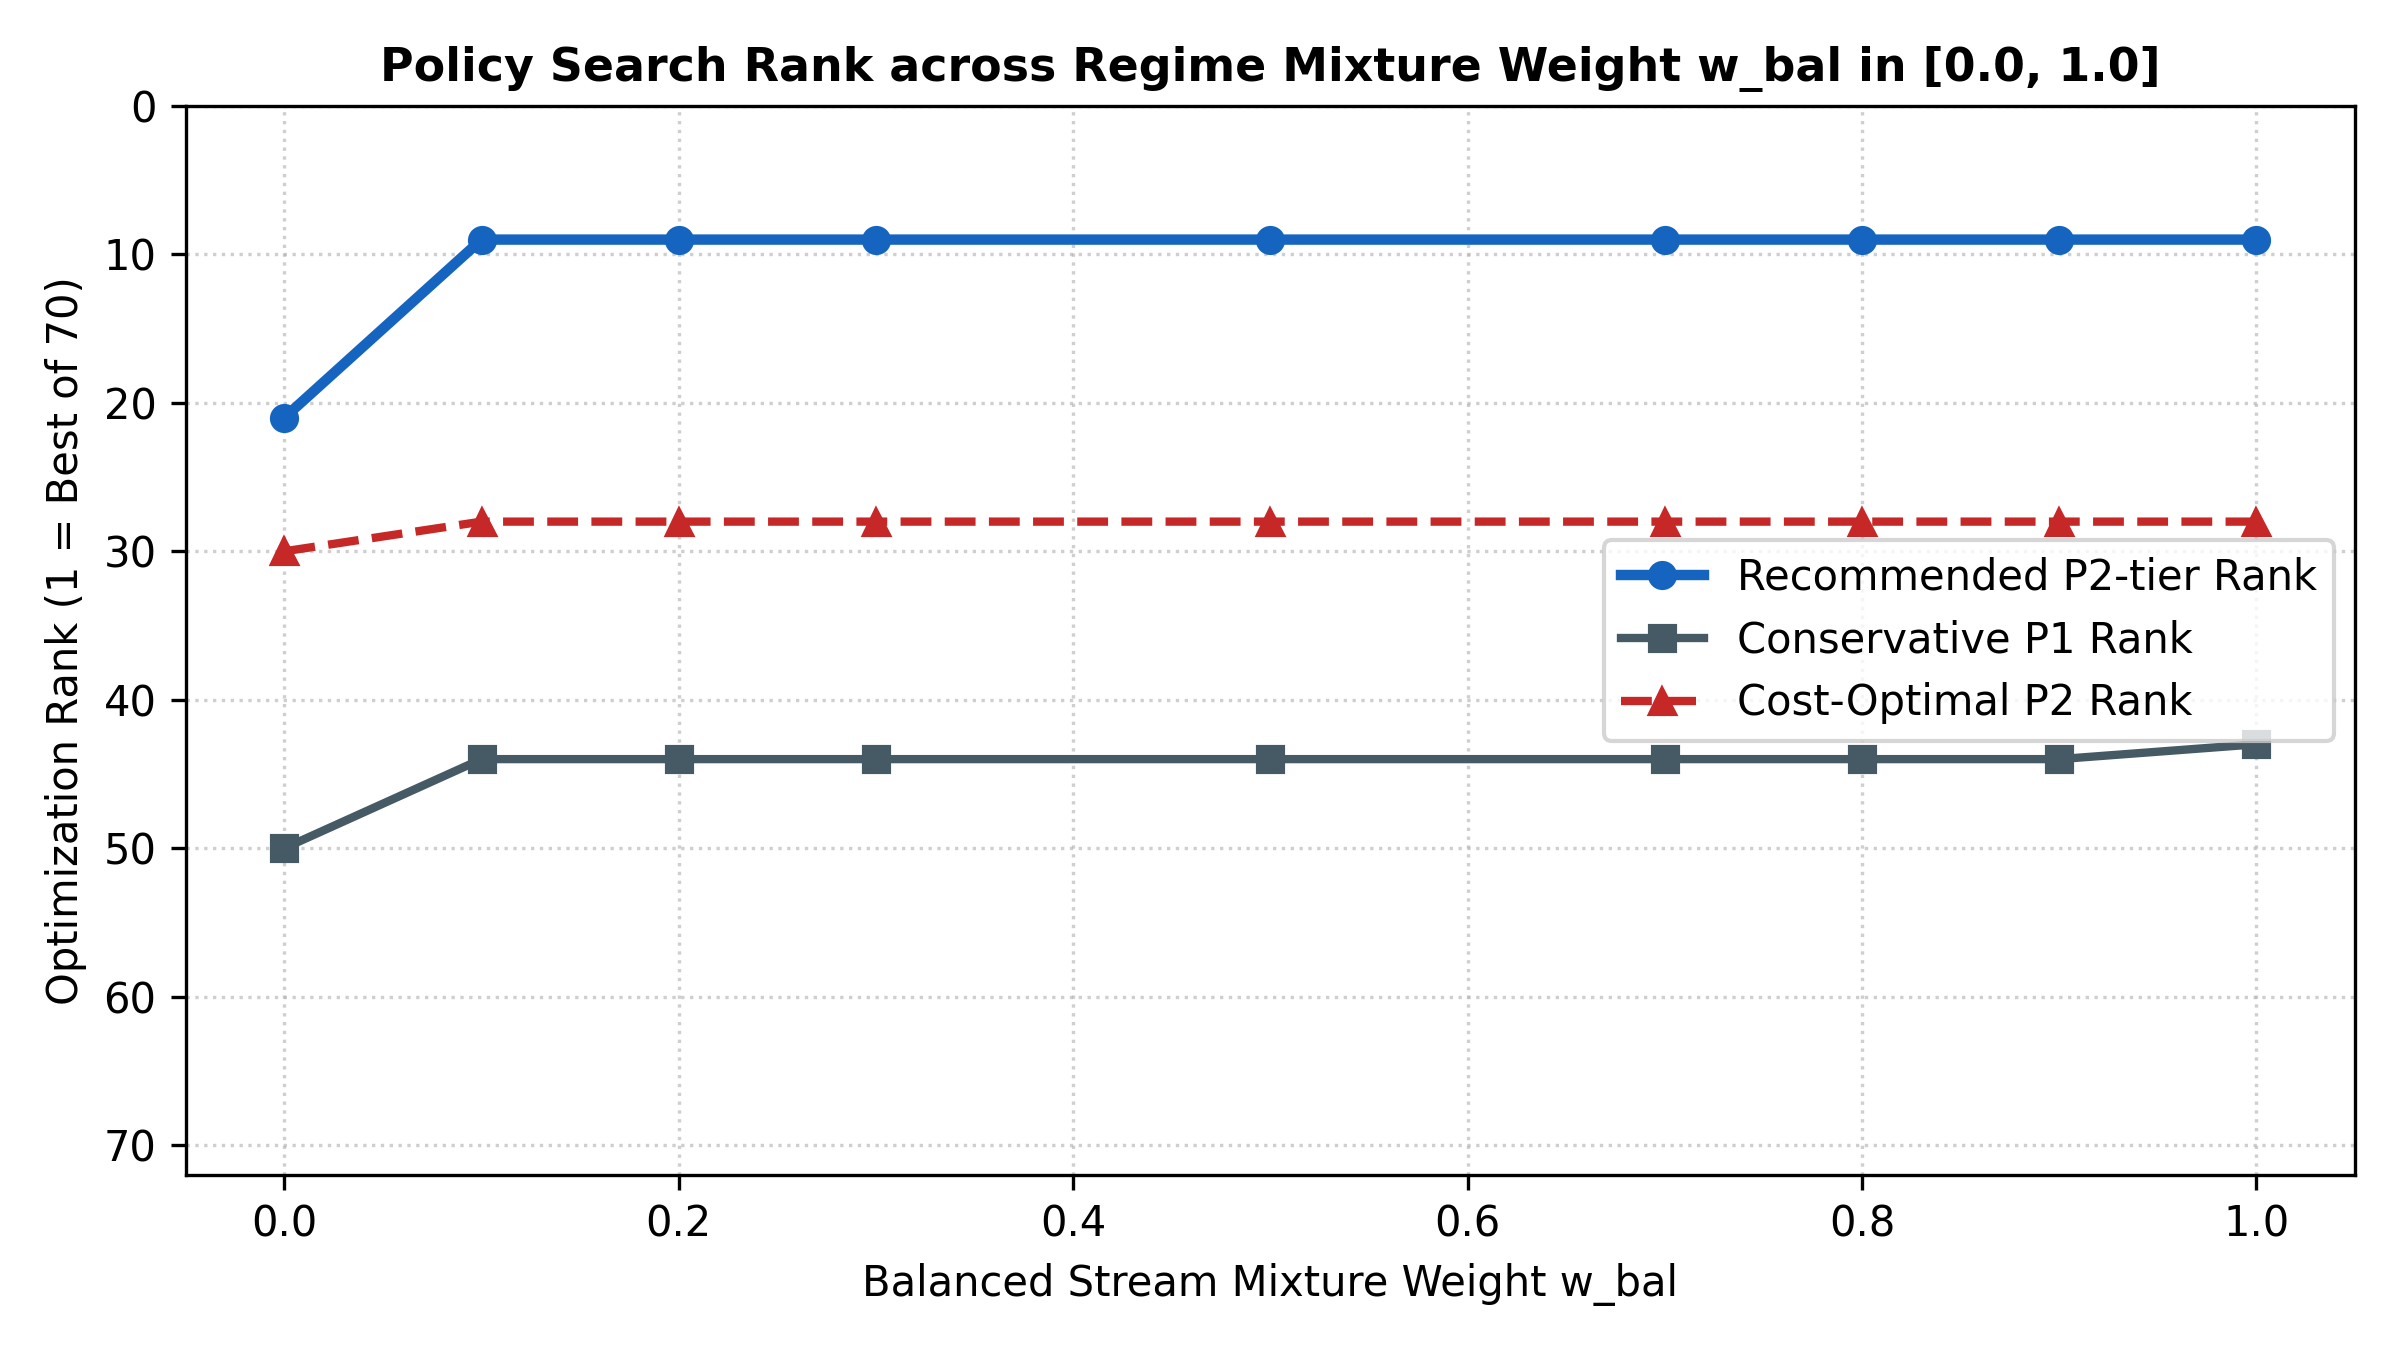 Policy Search Rank across Regime Mixture Weight w_bal in [0.0, 1.0]
Optimization Rank (1 = Best of 70)
0
10
20
30
40
50
60
70
Recommended P2-tier Rank
Conservative P1 Rank
Cost-Optimal P2 Rank
0.0 0.2 0.4 0.6 0.8 1.0
Balanced Stream Mixture Weight w_bal